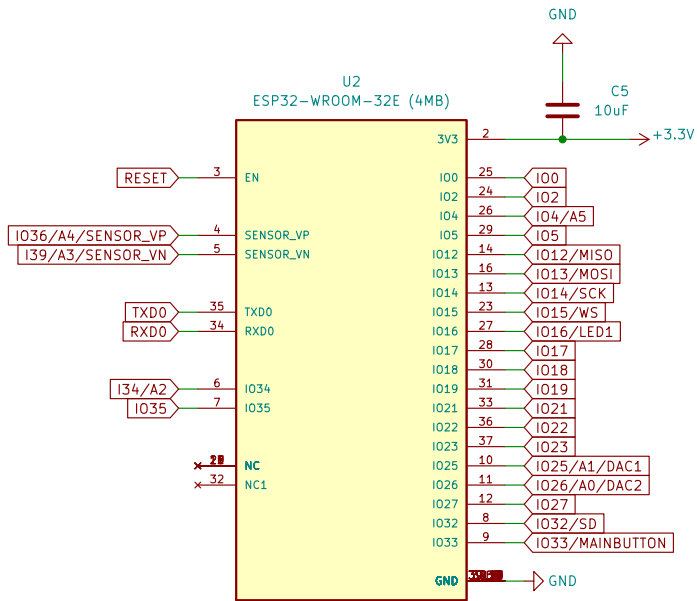 GND
U2
ESP32-WROOM-32E (4MB)
C5
10uF
3V3 2 +3.3V
RESET 3 EN
IO0 25 IO0
IO2 24 IO2
IO4 26 IO4/A5
IO36/A4/SENSOR_VP 4 SENSOR_VP
IO5 29 IO5
I39/A3/SENSOR_VN 5 SENSOR_VN
IO12 14 IO12/MISO
IO13 16 IO13/MOSI
IO14 13 IO14/SCK
TXD0 35 TXD0
IO15 23 IO15/WS
RXD0 34 RXD0
IO16 27 IO16/LED1
IO17 28 IO17
IO18 30 IO18
I34/A2 6 IO34
IO19 31 IO19
IO35 7 IO35
IO21 33 IO21
IO22 36 IO22
IO23 37 IO23
NC
IO25 10 IO25/A1/DAC1
32 NC1
IO26 11 IO26/A0/DAC2
IO27 12 IO27
IO32 8 IO32/SD
IO33 9 IO33/MAINBUTTON
GND GND